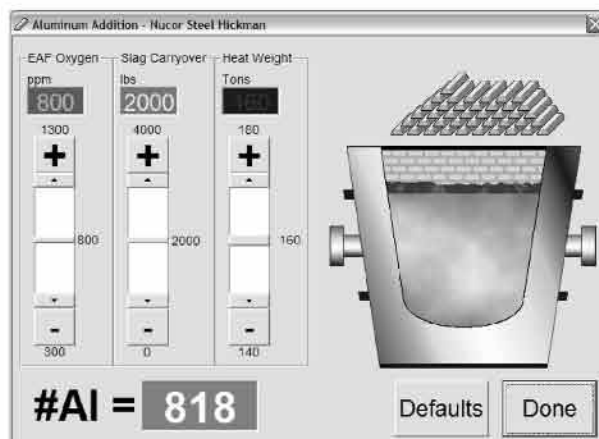 Aluminum Addition - Nucor Steel Hickman
EAF Oxygen Slag Carryover Heat Weight
ppm lbs Tons
800 2000 160
1300 4000 180
+ + +
800 2000 160
- - -
300 0 140
#Al = 818
Defaults Done